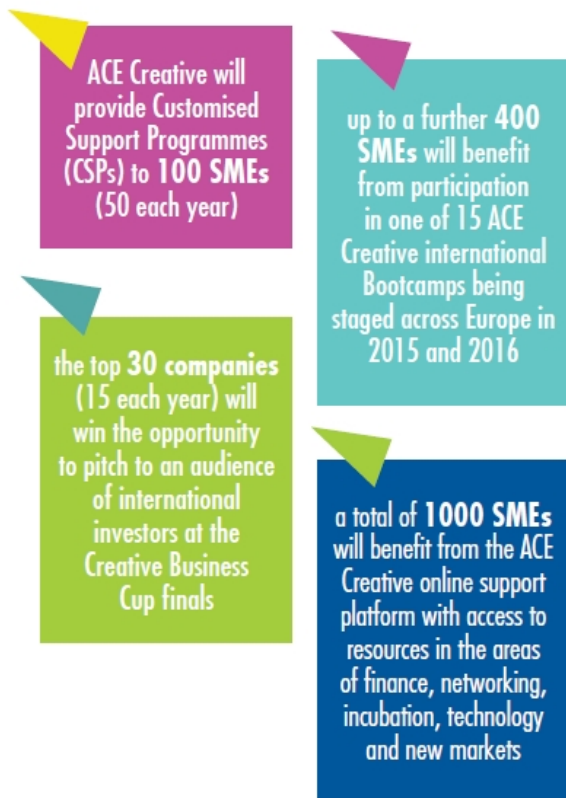 ACE Creative will
provide Customised
Support Programmes
(CSPs) to 100 SMEs
(50 each year)
up to a further 400
SMEs will benefit
from participation
in one of 15 ACE
Creative international
Bootcamps being
staged across Europe in
2015 and 2016
the top 30 companies
(15 each year) will
win the opportunity
to pitch to an audience
of international
investors at the
Creative Business
Cup finals
a total of 1000 SMEs
will benefit from the ACE
Creative online support
platform with access to
resources in the areas
of finance, networking,
incubation, technology
and new markets